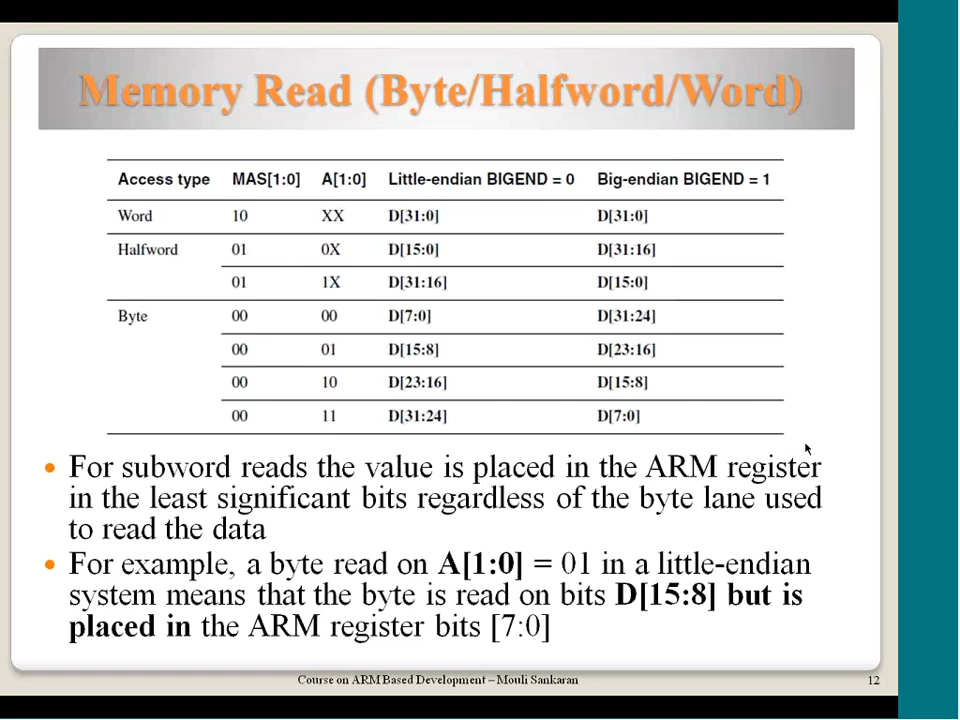 Memory Read (Byte/Halfword/Word)
Access type MAS[1:0] A[1:0] Little-endian BIGEND = 0 Big-endian BIGEND = 1
Word 10 XX D[31:0] D[31:0]
Halfword 01 0X D[15:0] D[31:16]
01 1X D[31:16] D[15:0]
Byte 00 00 D[7:0] D[31:24]
00 01 D[15:8] D[23:16]
00 10 D[23:16] D[15:8]
00 11 D[31:24] D[7:0]
• For subword reads the value is placed in the ARM register
in the least significant bits regardless of the byte lane used
to read the data
• For example, a byte read on A[1:0] = 01 in a little-endian
system means that the byte is read on bits D[15:8] but is
placed in the ARM register bits [7:0]
Course on ARM Based Development – Mouli Sankaran 12